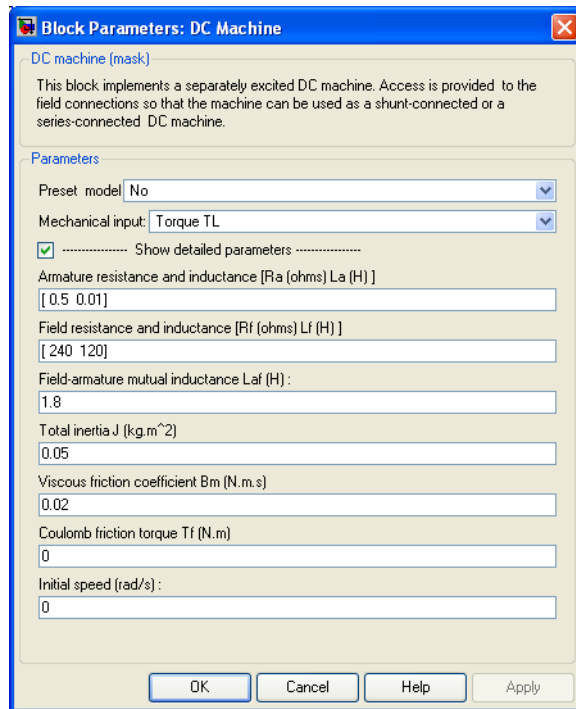 Block Parameters: DC Machine
DC machine (mask)
This block implements a separately excited DC machine. Access is provided to the
field connections so that the machine can be used as a shunt-connected or a
series-connected DC machine.
Parameters
Preset model No
Mechanical input: Torque TL
---------------- Show detailed parameters ----------------
Armature resistance and inductance [Ra (ohms) La (H) ]
[ 0.5 0.01]
Field resistance and inductance [Rf (ohms) Lf (H) ]
[ 240 120]
Field-armature mutual inductance Laf (H) :
1.8
Total inertia J (kg.m^2)
0.05
Viscous friction coefficient Bm (N.m.s)
0.02
Coulomb friction torque Tf (N.m)
0
Initial speed (rad/s) :
0
OK Cancel Help Apply